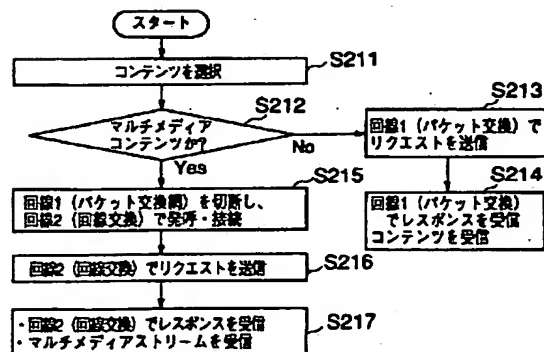 スタート
コンテンツを選択
S211
マルチメディア
コンテンツか?
S212
No
Yes
回線1(パケット交換)で
リクエストを送信
S213
回線1(パケット交換)
でレスポンスを受信
コンテンツを受信
S214
回線1(パケット交換網)を切断し、
回線2(回線交換)で発呼・接続
S215
回線2(回線交換)でリクエストを送信
S216
・回線2(回線交換)でレスポンスを受信
・マルチメディアストリームを受信
S217